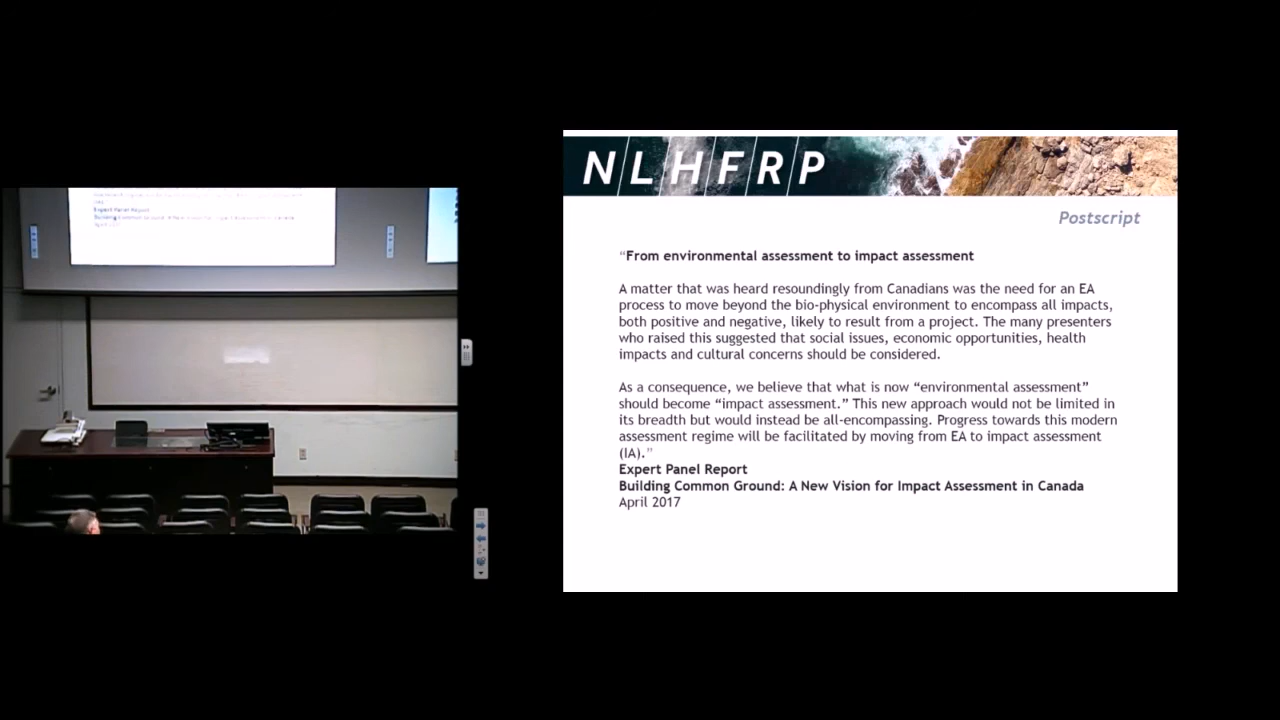 NLHFRP
Postscript
“From environmental assessment to impact assessment
A matter that was heard resoundingly from Canadians was the need for an EA
process to move beyond the bio-physical environment to encompass all impacts,
both positive and negative, likely to result from a project. The many presenters
who raised this suggested that social issues, economic opportunities, health
impacts and cultural concerns should be considered.
As a consequence, we believe that what is now “environmental assessment”
should become “impact assessment.” This new approach would not be limited in
its breadth but would instead be all-encompassing. Progress towards this modern
assessment regime will be facilitated by moving from EA to impact assessment
(IA).”
Expert Panel Report
Building Common Ground: A New Vision for Impact Assessment in Canada
April 2017